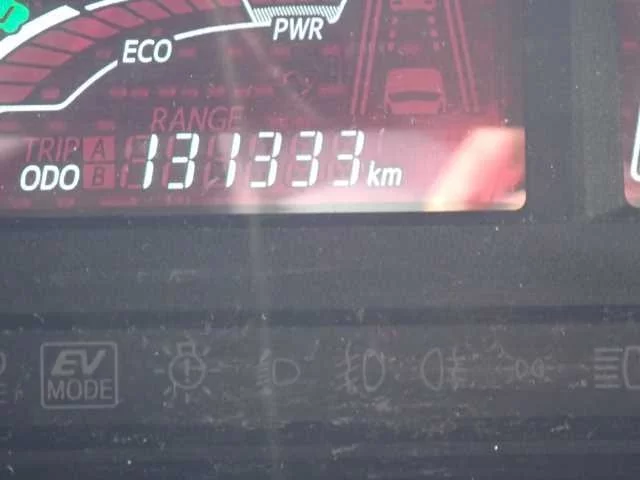 PWR
ECO
RANGE
TRIP A
ODO B 131333 km
EV
MODE